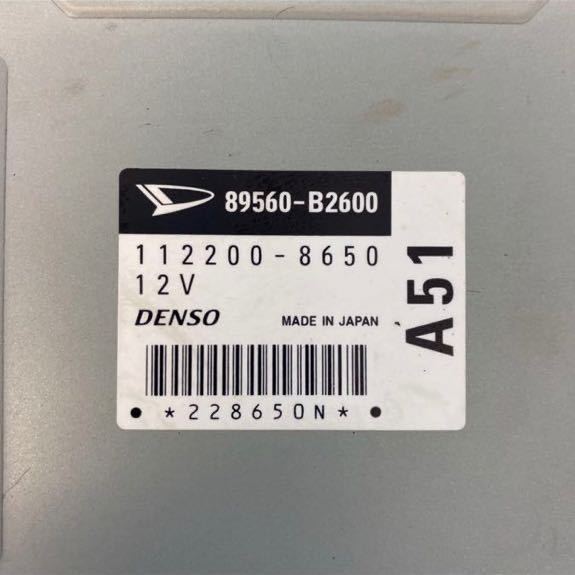 89560-B2600
112200-8650
12V
DENSO MADE IN JAPAN
*228650N*
A51